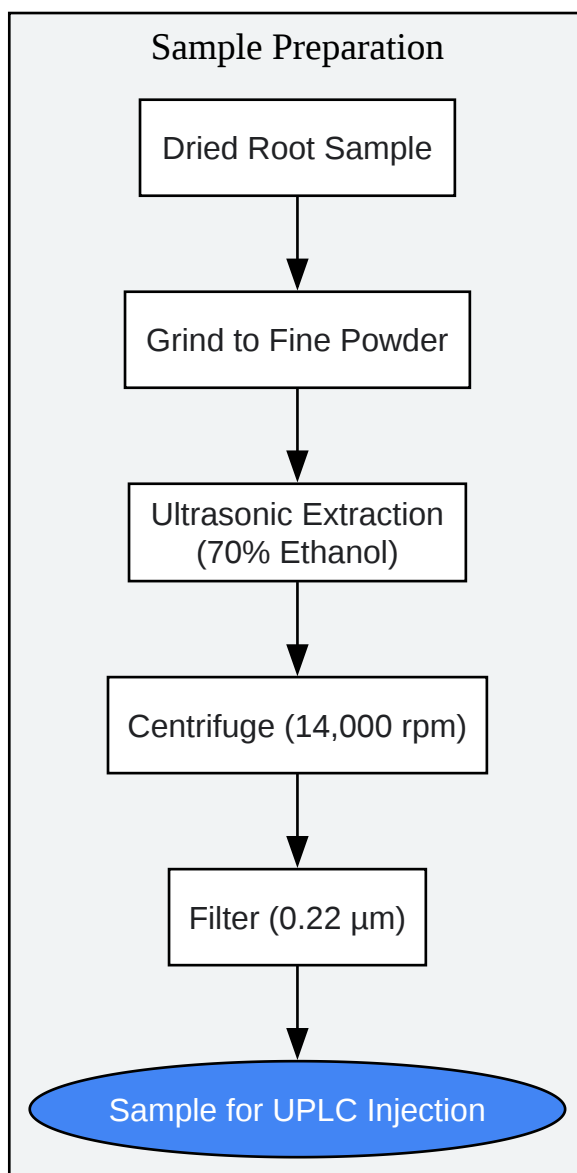 Sample Preparation
Dried Root Sample
Grind to Fine Powder
Ultrasonic Extraction
(70% Ethanol)
Centrifuge (14,000 rpm)
Filter (0.22 µm)
Sample for UPLC Injection